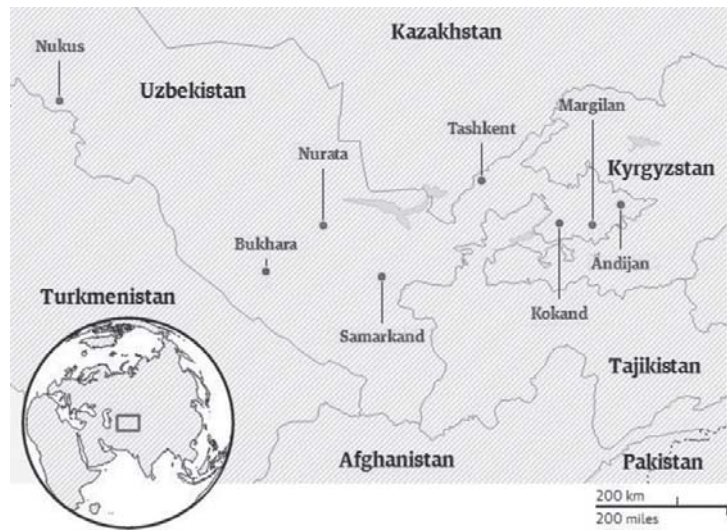 Kazakhstan
Nukus
Uzbekistan
Margilan
Tashkent
Nurata
Kyrgyzstan
Bukhara
Andijan
Turkmenistan
Kokand
Samarkand
Tajikistan
Afghanistan
Pakistan
200 km
200 miles